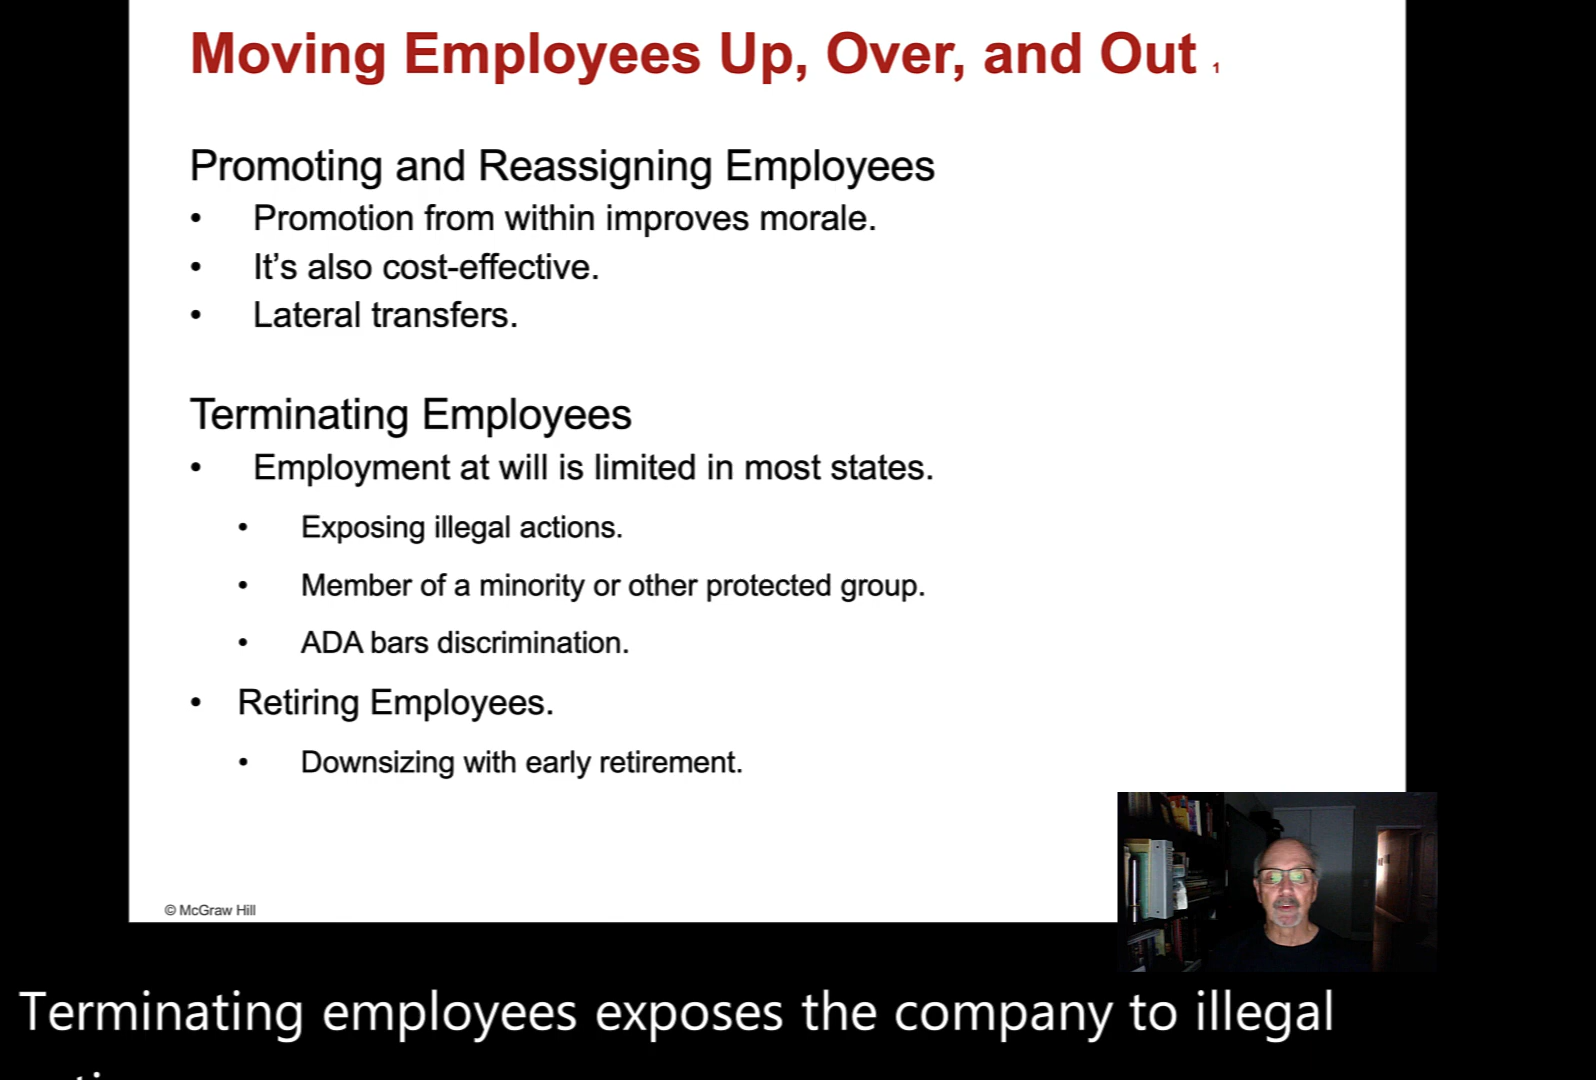 Moving Employees Up, Over, and Out 1
Promoting and Reassigning Employees
• Promotion from within improves morale.
• It’s also cost-effective.
• Lateral transfers.
Terminating Employees
• Employment at will is limited in most states.
• Exposing illegal actions.
• Member of a minority or other protected group.
• ADA bars discrimination.
• Retiring Employees.
• Downsizing with early retirement.
© McGraw Hill
Terminating employees exposes the company to illegal